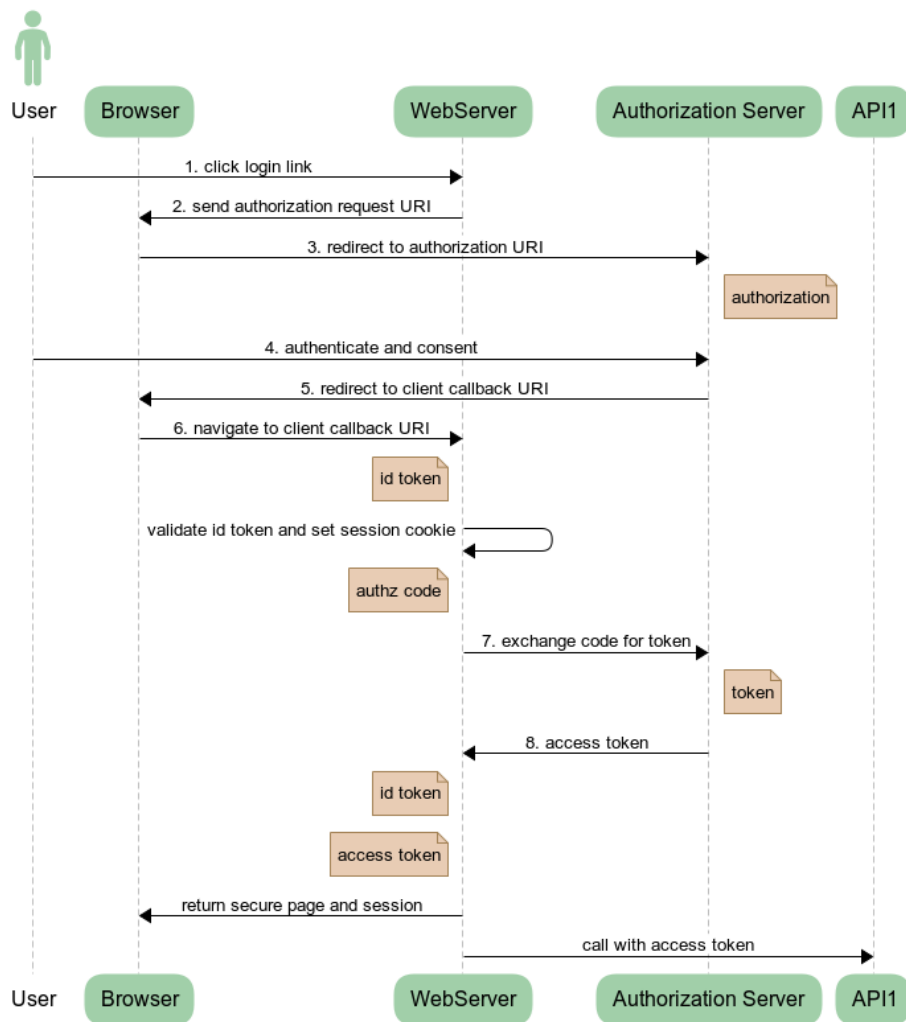 User
Browser
WebServer
Authorization Server
API1
1. click login link
2. send authorization request URI
3. redirect to authorization URI
authorization
4. authenticate and consent
5. redirect to client callback URI
6. navigate to client callback URI
id token
validate id token and set session cookie
authz code
7. exchange code for token
token
8. access token
id token
access token
return secure page and session
call with access token
User
Browser
WebServer
Authorization Server
API1